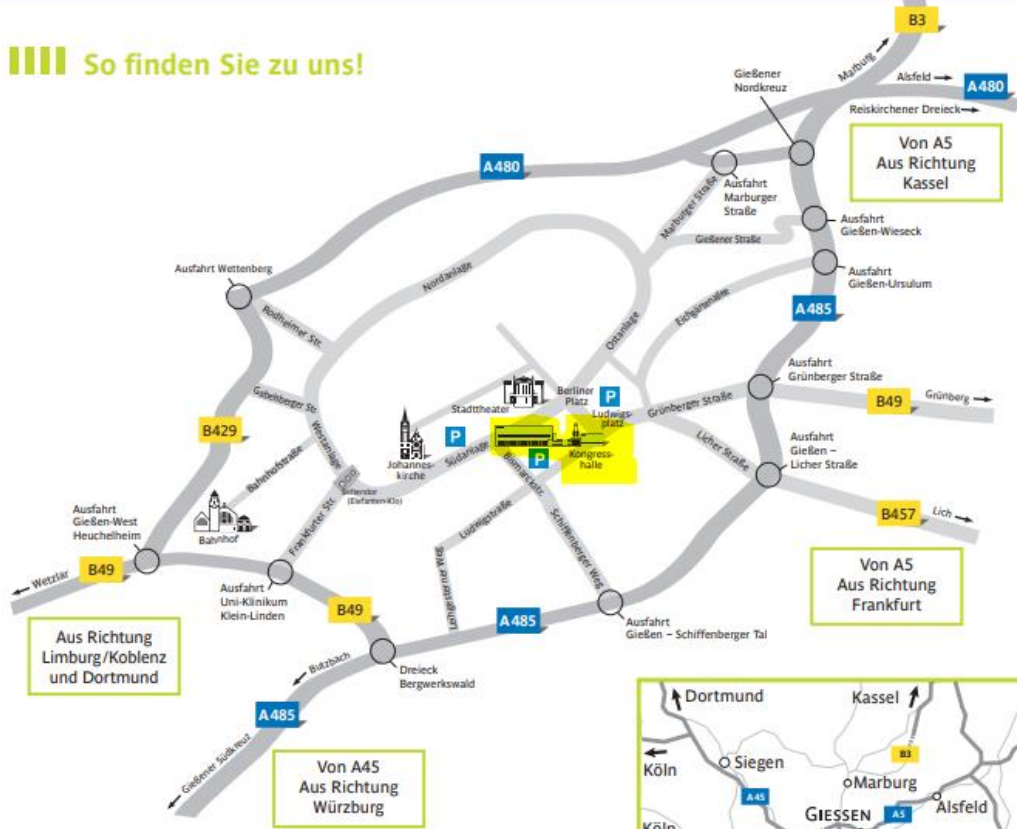 So finden Sie zu uns!
B3
Marburg
Alsfeld
A480
Reiskirchener Dreieck
Gießener
Nordkreuz
Von A5
Aus Richtung
Kassel
A480
Ausfahrt
Marburger
Straße
Marburger Straße
Gießener Straße
Ausfahrt
Gießen-Wieseck
Ausfahrt
Gießen-Ursulum
A485
Ausfahrt Wettenberg
Nordanlage
Rodheimer Str.
Ostanlage
Ausfahrt
Grünberger Straße
Gabelsberger Str.
Westanlage
B429
Stadttheater
Berliner
Platz
P
Ludwigs-
platz
Grünberger Straße
B49
Grünberg
Johannes-
kirche
P
Südanlage
P
Kongress-
halle
Bismarckstr.
Licher Straße
Ausfahrt
Gießen –
Licher Straße
Bahnhofstraße
Selterstor
(Elefanten-Klo)
Frankfurter Str.
Bahnhof
Ludwigstraße
Schiffenberger Weg
B457
Lich
Ausfahrt
Gießen-West
Heuchelheim
Wetzlar
B49
Ausfahrt
Uni-Klinikum
Klein-Linden
B49
Leihgesterner Weg
A485
Ausfahrt
Gießen – Schiffenberger Tal
Von A5
Aus Richtung
Frankfurt
Aus Richtung
Limburg/Koblenz
und Dortmund
Butzbach
Dreieck
Bergwerkswald
A485
Gießener Südkreuz
Von A45
Aus Richtung
Würzburg
Dortmund
Kassel
Köln
Siegen
B3
Marburg
A45
GIESSEN
A5
Alsfeld
Köln